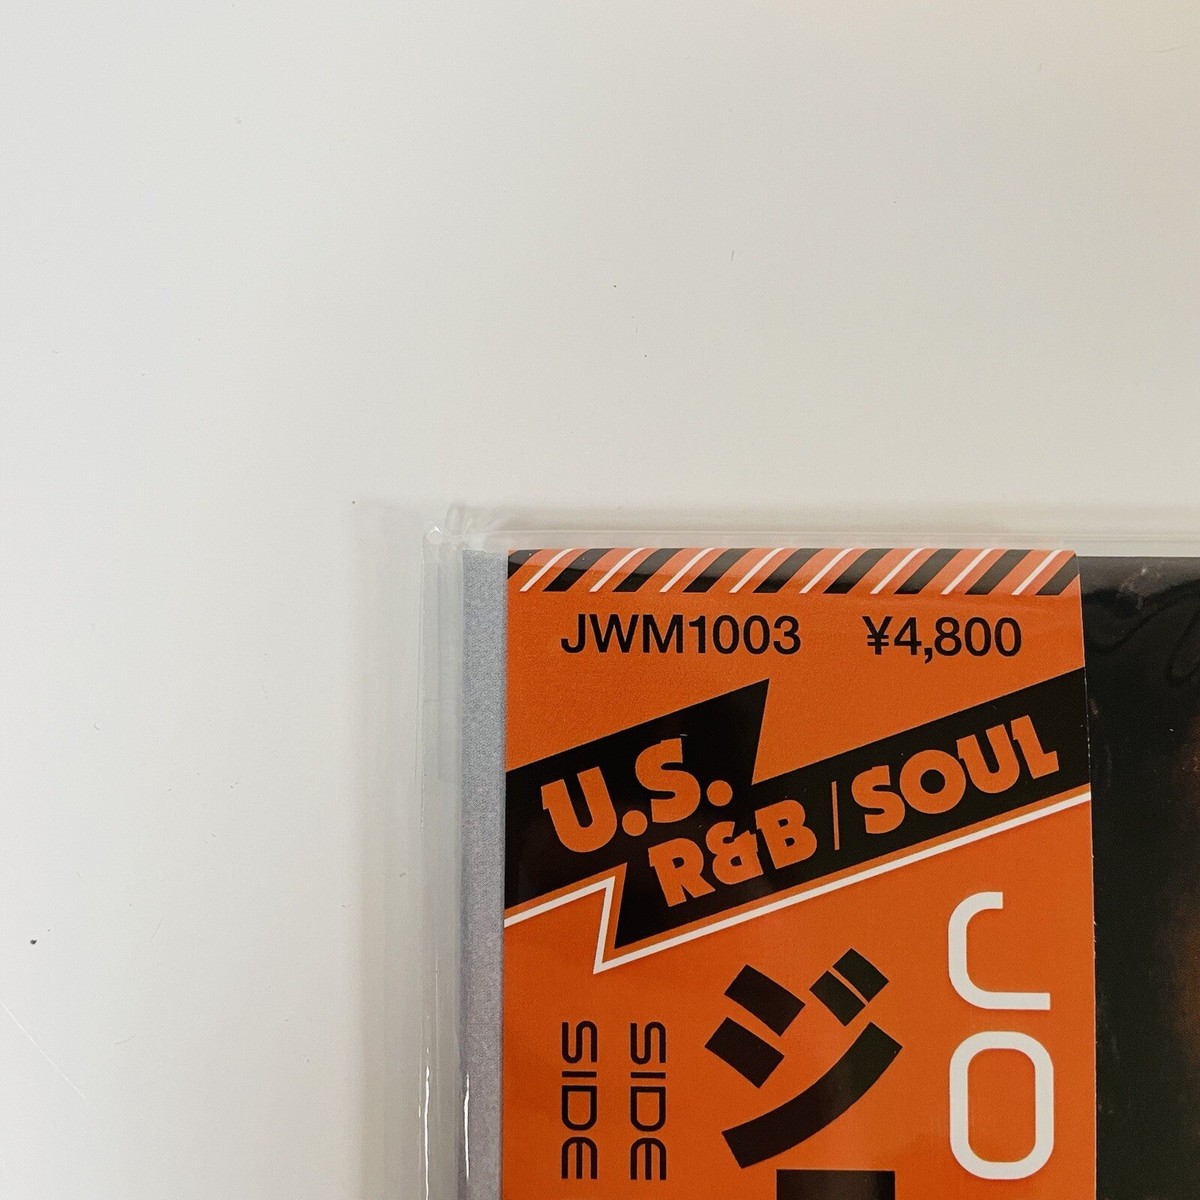 JWM1003 ¥4,800
U.S.
R&B / SOUL
JO
ジ
SIDE
SIDE